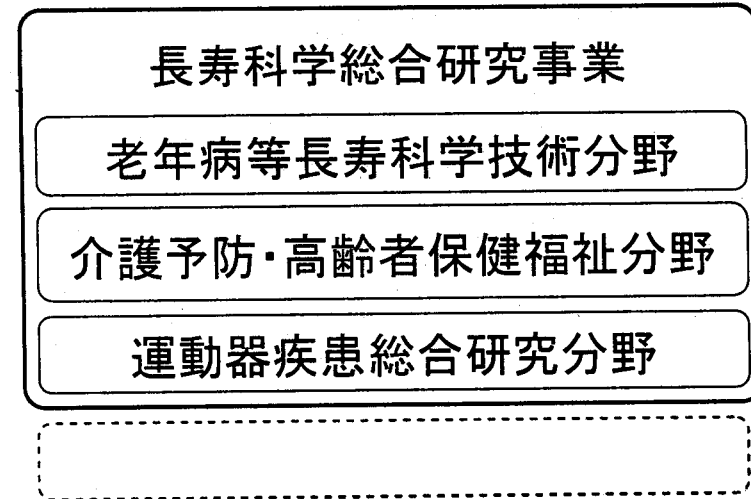 長寿科学総合研究事業
老年病等長寿科学技術分野
介護予防・高齢者保健福祉分野
運動器疾患総合研究分野